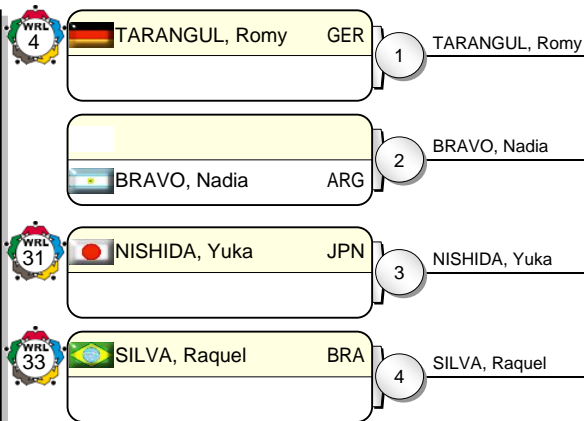 WRL
4
TARANGUL, Romy GER
1
TARANGUL, Romy
BRAVO, Nadia ARG
2
BRAVO, Nadia
WRL
31
NISHIDA, Yuka JPN
3
NISHIDA, Yuka
WRL
33
SILVA, Raquel BRA
4
SILVA, Raquel